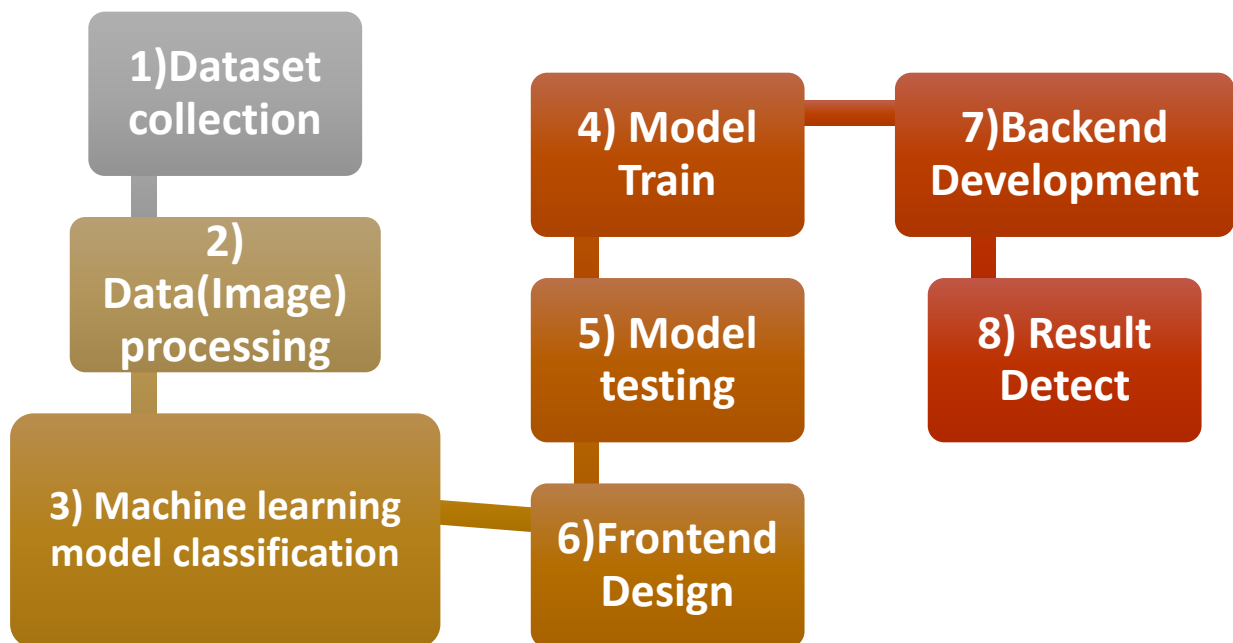 1)Dataset
collection
2)
Data(Image)
processing
3) Machine learning
model classification
4) Model
Train
5) Model
testing
6)Frontend
Design
7)Backend
Development
8) Result
Detect